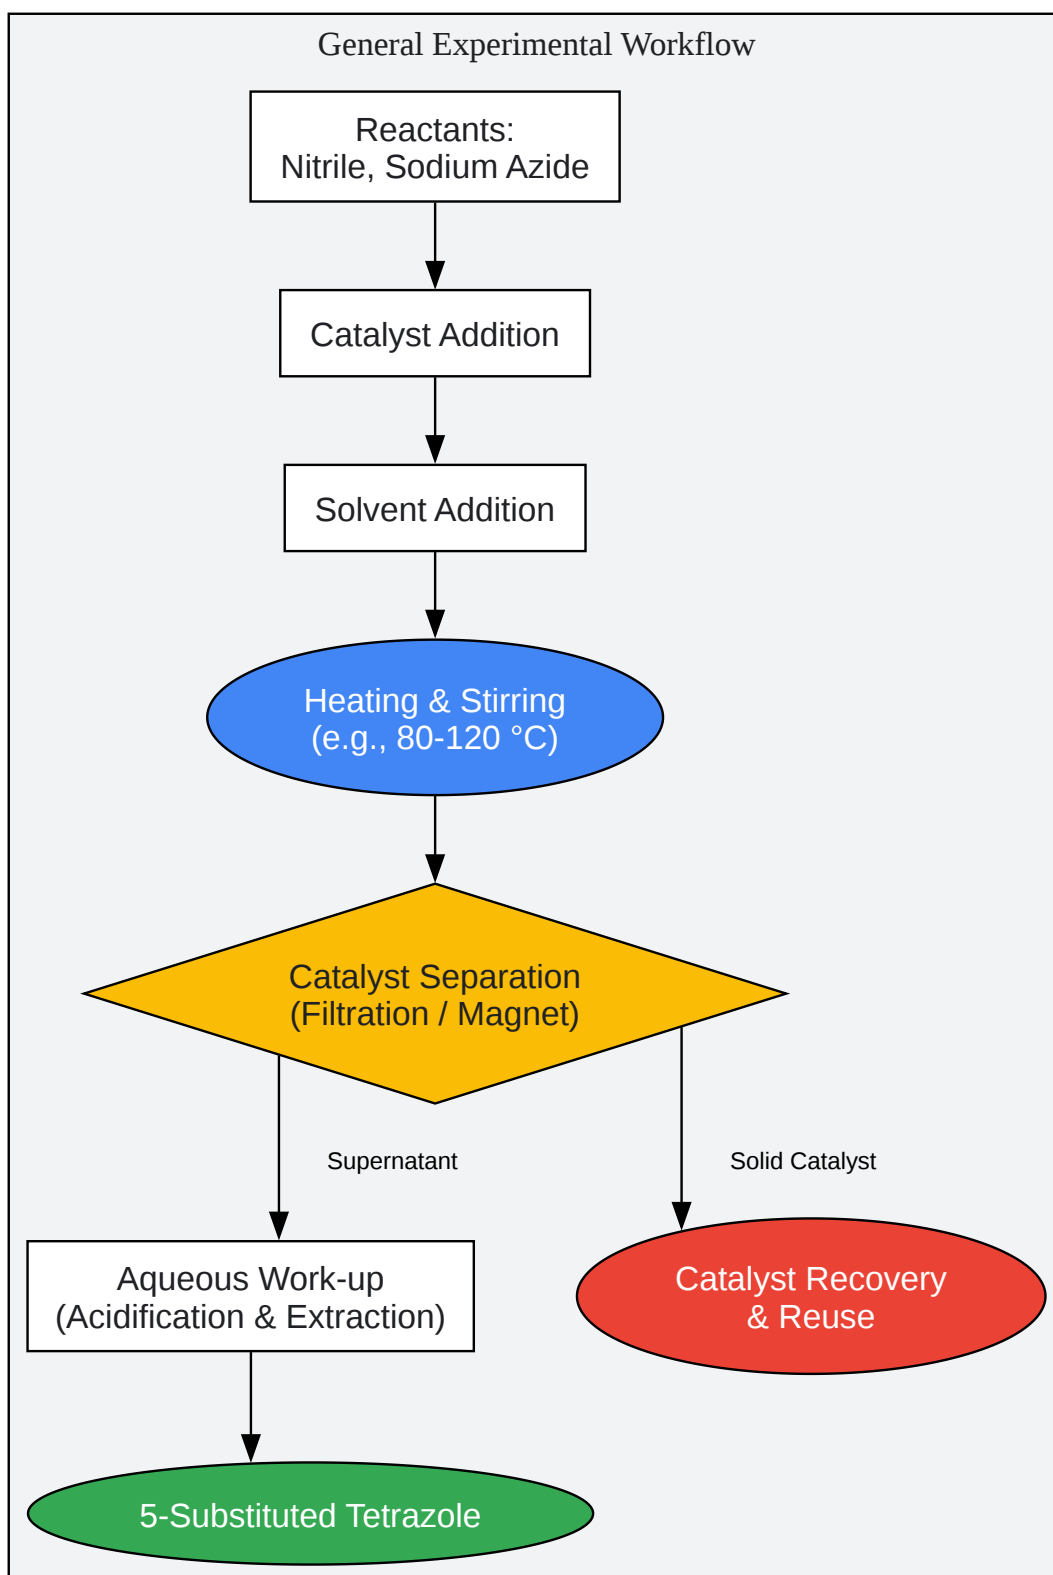 General Experimental Workflow
Reactants:
Nitrile, Sodium Azide
Catalyst Addition
Solvent Addition
Heating & Stirring
(e.g., 80-120 °C)
Catalyst Separation
(Filtration / Magnet)
Supernatant
Solid Catalyst
Aqueous Work-up
(Acidification & Extraction)
Catalyst Recovery
& Reuse
5-Substituted Tetrazole